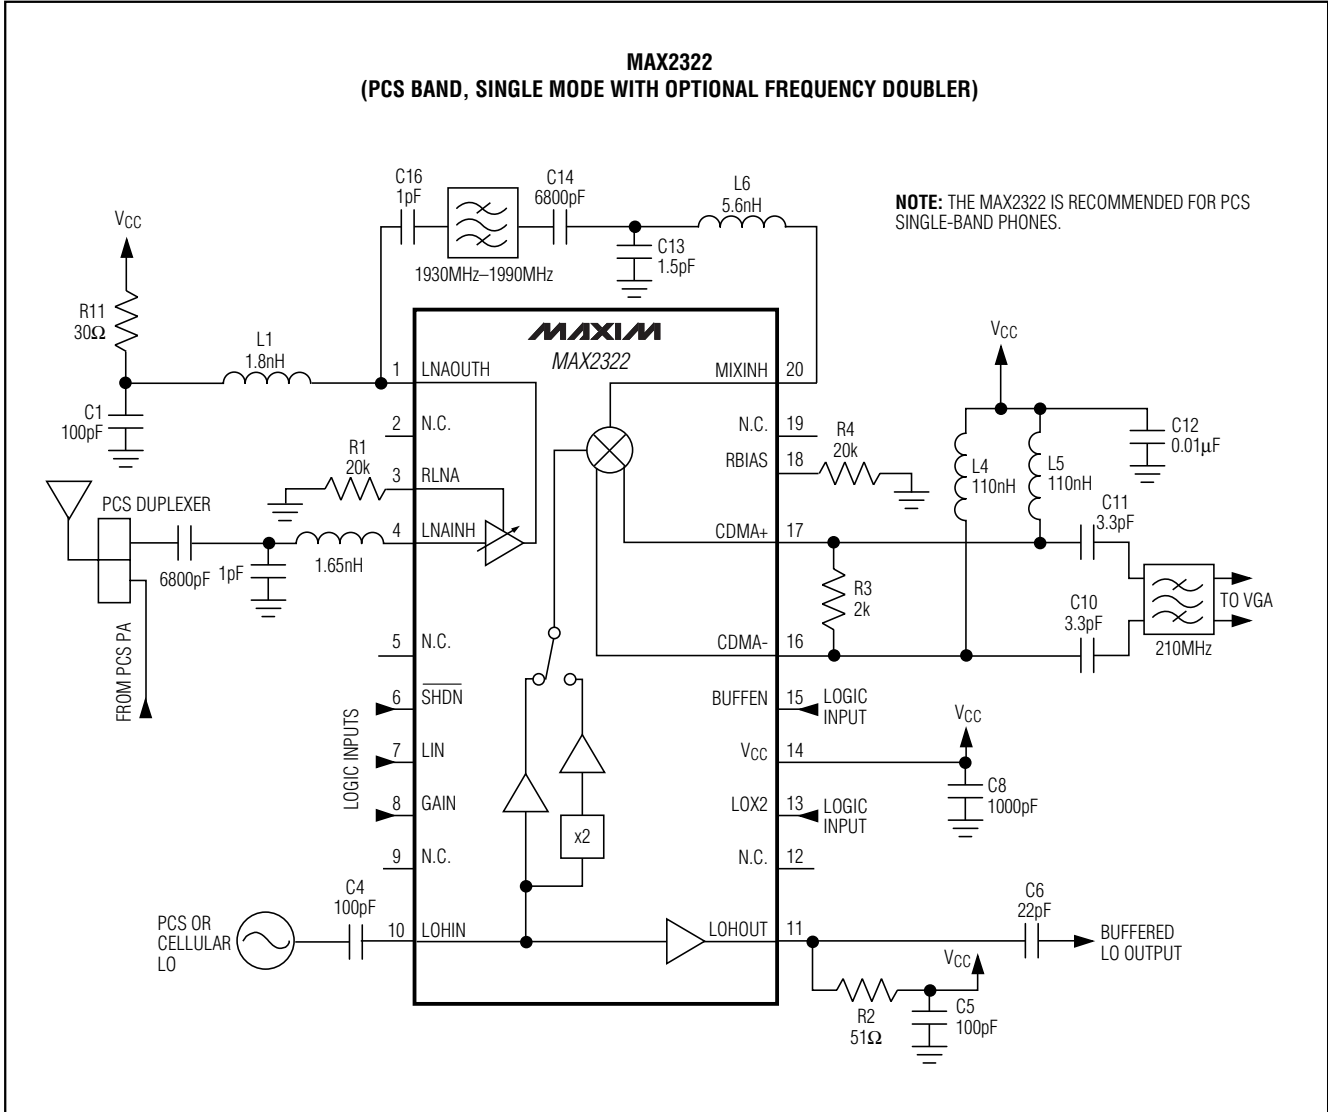 MAX2322
(PCS BAND, SINGLE MODE WITH OPTIONAL FREQUENCY DOUBLER)
NOTE: THE MAX2322 IS RECOMMENDED FOR PCS
SINGLE-BAND PHONES.
C16
1pF
C14
6800pF
L6
5.6nH
C13
1.5pF
1930MHz–1990MHz
VCC
R11
30Ω
L1
1.8nH
C1
100pF
MAXIM
MAX2322
1
LNAOUTH
2
N.C.
R1
20k
3
RLNA
4
LNAINH
PCS DUPLEXER
6800pF
1pF
1.65nH
FROM PCS PA
5
N.C.
LOGIC INPUTS
6
SHDN
7
LIN
8
GAIN
9
N.C.
C4
100pF
10
LOHIN
PCS OR
CELLULAR
LO
x2
MIXINH
20
N.C.
19
RBIAS
18
R4
20k
CDMA+
17
R3
2k
CDMA-
16
BUFFEN
15
LOGIC
INPUT
VCC
14
LOX2
13
LOGIC
INPUT
N.C.
12
LOHOUT
11
VCC
L4
110nH
L5
110nH
C12
0.01μF
C11
3.3pF
C10
3.3pF
TO VGA
210MHz
VCC
C8
1000pF
C6
22pF
BUFFERED
LO OUTPUT
VCC
R2
51Ω
C5
100pF